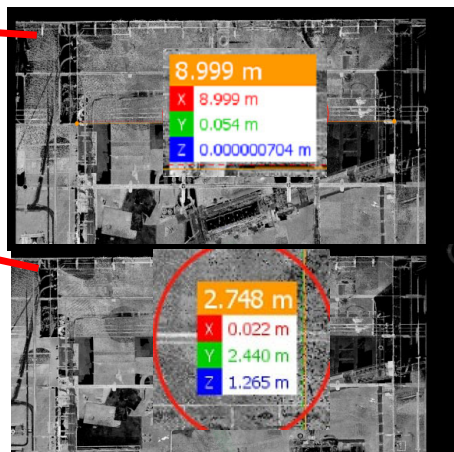 8.999 m
X 8.999 m
Y 0.054 m
Z 0.000000704 m
2.748 m
X 0.022 m
Y 2.440 m
Z 1.265 m